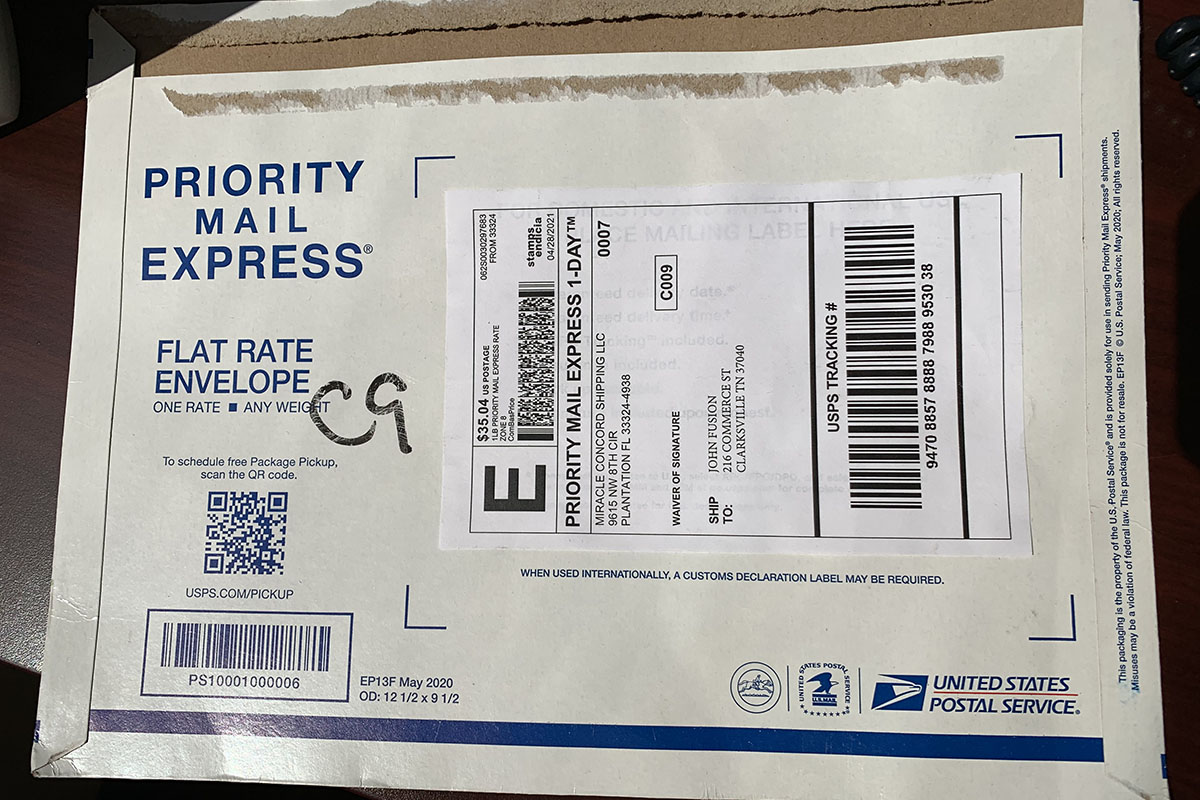 PRIORITY
MAIL
EXPRESS®
FLAT RATE
ENVELOPE
ONE RATE ■ ANY WEIGHT
C9
To schedule free Package Pickup,
scan the QR code.
USPS.COM/PICKUP
PS10001000006
EP13F May 2020
OD: 12 1/2 x 9 1/2
$35.04 US POSTAGE
1LB PRIORITY MAIL EXPRESS RATE
ZONE 8
ComBasPrice
062S0030297683
FROM 33324
stamps
endicia
04/28/2021
E
PRIORITY MAIL EXPRESS 1-DAY™
MIRACLE CONCORD SHIPPING LLC
9615 NW 8TH CIR
PLANTATION FL 33324-4938
0007
C009
WAIVER OF SIGNATURE
SHIP
TO:
JOHN FUSION
216 COMMERCE ST
CLARKSVILLE TN 37040
USPS TRACKING #
9470 8857 8888 7988 9530 38
WHEN USED INTERNATIONALLY, A CUSTOMS DECLARATION LABEL MAY BE REQUIRED.
UNITED STATES POSTAL SERVICE
U.S. MAIL
UNITED STATES
POSTAL SERVICE®
This packaging is the property of the U.S. Postal Service® and is provided solely for use in sending Priority Mail Express® shipments.
Misuses may be a violation of federal law. This package is not for resale. EP13F © U.S. Postal Service; May 2020; All rights reserved.